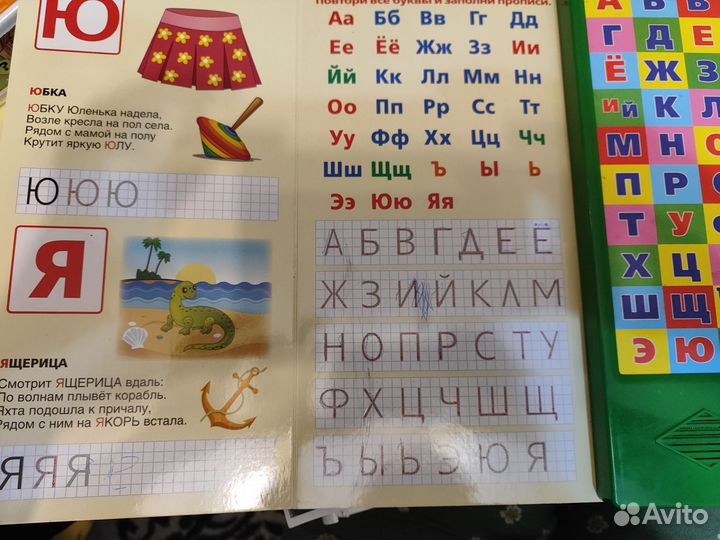 Ю
ЮБКА
ЮБКУ Юленька надела,
Возле кресла на пол села.
Рядом с мамой на полу
Крутит яркую ЮЛУ.
Ю Ю Ю
Я
ЯЩЕРИЦА
Смотрит ЯЩЕРИЦА вдаль:
По волнам плывёт корабль.
Яхта подошла к причалу,
Рядом с ним на ЯКОРЬ встала.
Я Я Я
Повтори все буквы и заполни прописи.
Аа Бб Вв Гг Дд
Ее Ёё Жж Зз Ии
Йй Кк Лл Мм Нн
Оо Пп Рр Сс Тт
Уу Фф Хх Цц Чч
Шш Щщ Ъ Ы Ь
Ээ Юю Яя
А Б В Г Д Е Ё
Ж З И Й К Л М
Н О П Р С Т У
Ф Х Ц Ч Ш Щ
Ъ Ы Ь Э Ю Я
А Б В
Г Д Е
Ё Ж З
И Й К Л
М Н О
П Р С
Т У Ф
Х Ц
Ш Щ
Э Ю
Avito